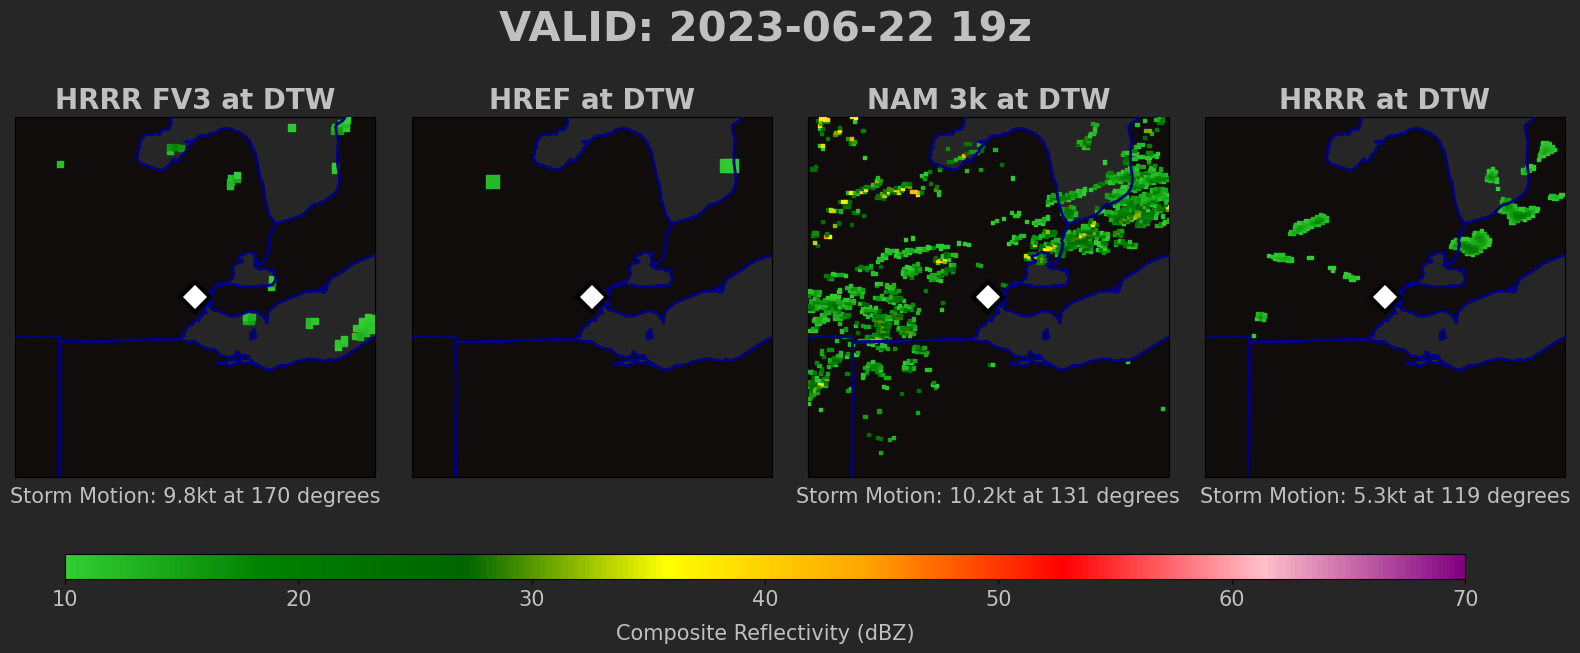 VALID: 2023-06-22 19z
HRRR FV3 at DTW
HREF at DTW
NAM 3k at DTW
HRRR at DTW
Storm Motion: 9.8kt at 170 degrees
Storm Motion: 10.2kt at 131 degrees
Storm Motion: 5.3kt at 119 degrees
10 20 30 40 50 60 70
Composite Reflectivity (dBZ)